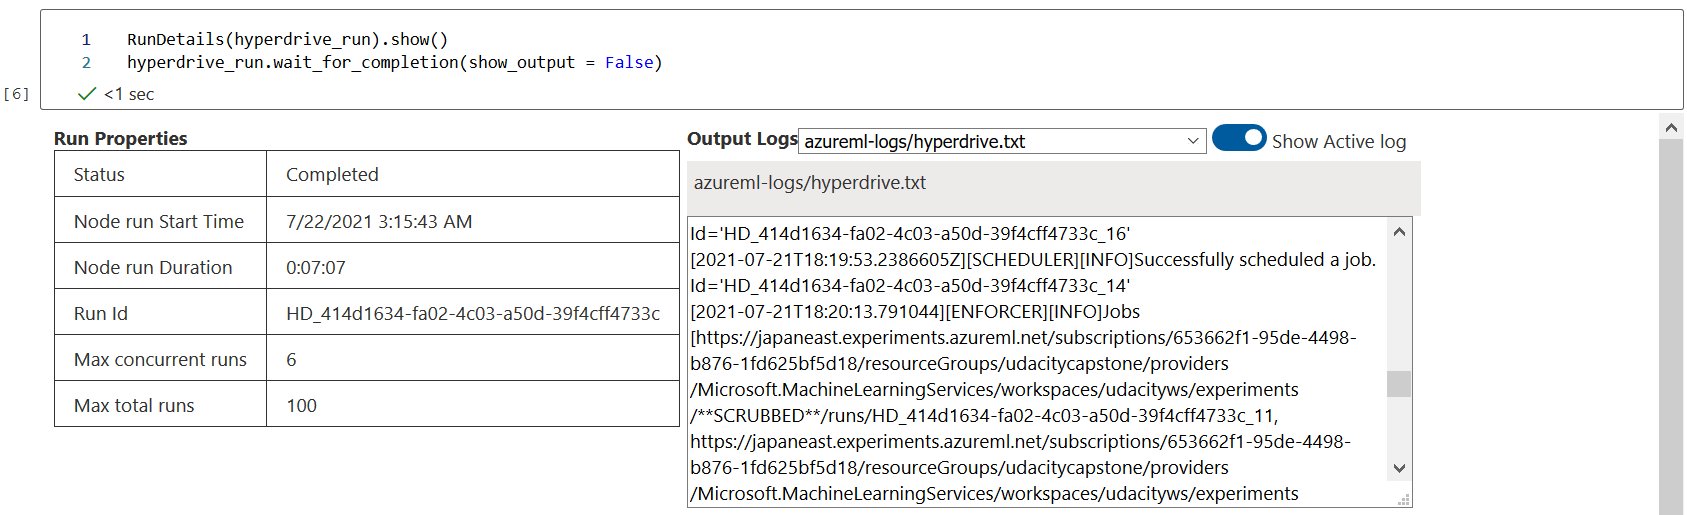 1 RunDetails(hyperdrive_run).show()
2 hyperdrive_run.wait_for_completion(show_output = False)
[6] <1 sec
Run Properties
Status Completed
Node run Start Time 7/22/2021 3:15:43 AM
Node run Duration 0:07:07
Run Id HD_414d1634-fa02-4c03-a50d-39f4cff4733c
Max concurrent runs 6
Max total runs 100
Output Logs azureml-logs/hyperdrive.txt Show Active log
azureml-logs/hyperdrive.txt
Id='HD_414d1634-fa02-4c03-a50d-39f4cff4733c_16'
[2021-07-21T18:19:53.2386605Z][SCHEDULER][INFO]Successfully scheduled a job.
Id='HD_414d1634-fa02-4c03-a50d-39f4cff4733c_14'
[2021-07-21T18:20:13.791044][ENFORCER][INFO]Jobs
[https://japaneast.experiments.azureml.net/subscriptions/653662f1-95de-4498-
b876-1fd625bf5d18/resourceGroups/udacitycapstone/providers
/Microsoft.MachineLearningServices/workspaces/udacityws/experiments
/**SCRUBBED**/runs/HD_414d1634-fa02-4c03-a50d-39f4cff4733c_11,
https://japaneast.experiments.azureml.net/subscriptions/653662f1-95de-4498-
b876-1fd625bf5d18/resourceGroups/udacitycapstone/providers
/Microsoft.MachineLearningServices/workspaces/udacityws/experiments